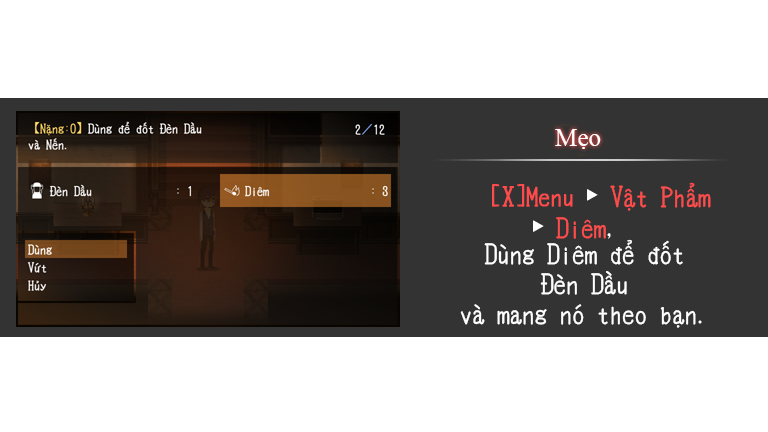 【Nặng:0】Dùng để đốt Đèn Dầu
và Nến.
2/12
Đèn Dầu : 1
Diêm : 3
Dùng
Vứt
Hủy
Mẹo
[X]Menu ▶ Vật Phẩm
▶ Diêm,
Dùng Diêm để đốt
Đèn Dầu
và mang nó theo bạn.